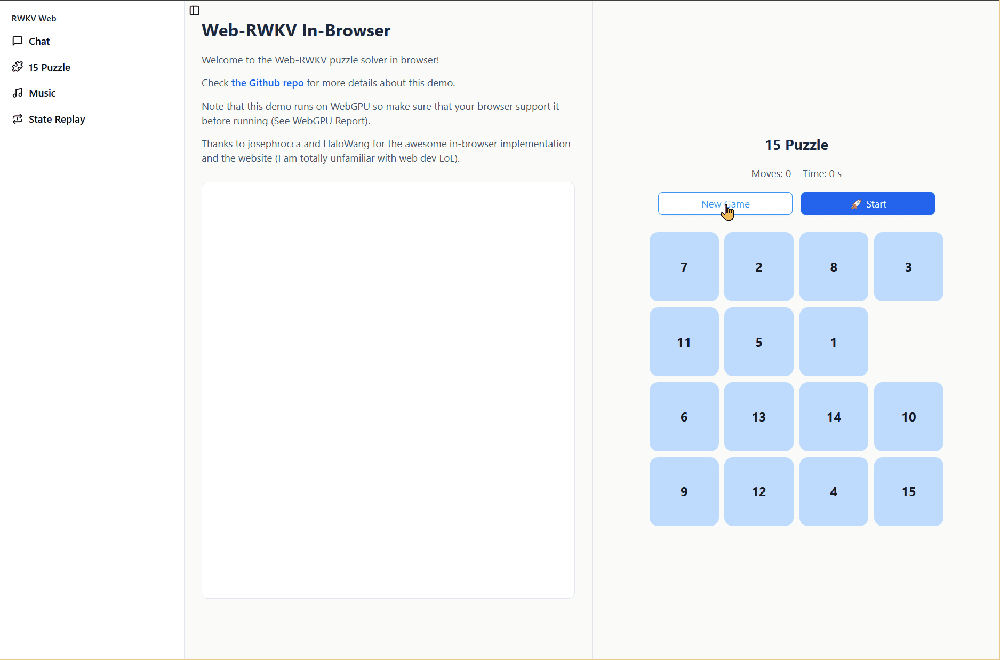 RWKV Web
Chat
15 Puzzle
Music
State Replay
Web-RWKV In-Browser
Welcome to the Web-RWKV puzzle solver in browser!
Check the Github repo for more details about this demo.
Note that this demo runs on WebGPU so make sure that your browser support it
before running (See WebGPU Report).
Thanks to josephrocca and HaloWang for the awesome in-browser implementation
and the website (I am totally unfamiliar with web dev LoL).
15 Puzzle
Moves: 0 Time: 0 s
New Game 🚀 Start
7 2 8 3
11 5 1
6 13 14 10
9 12 4 15